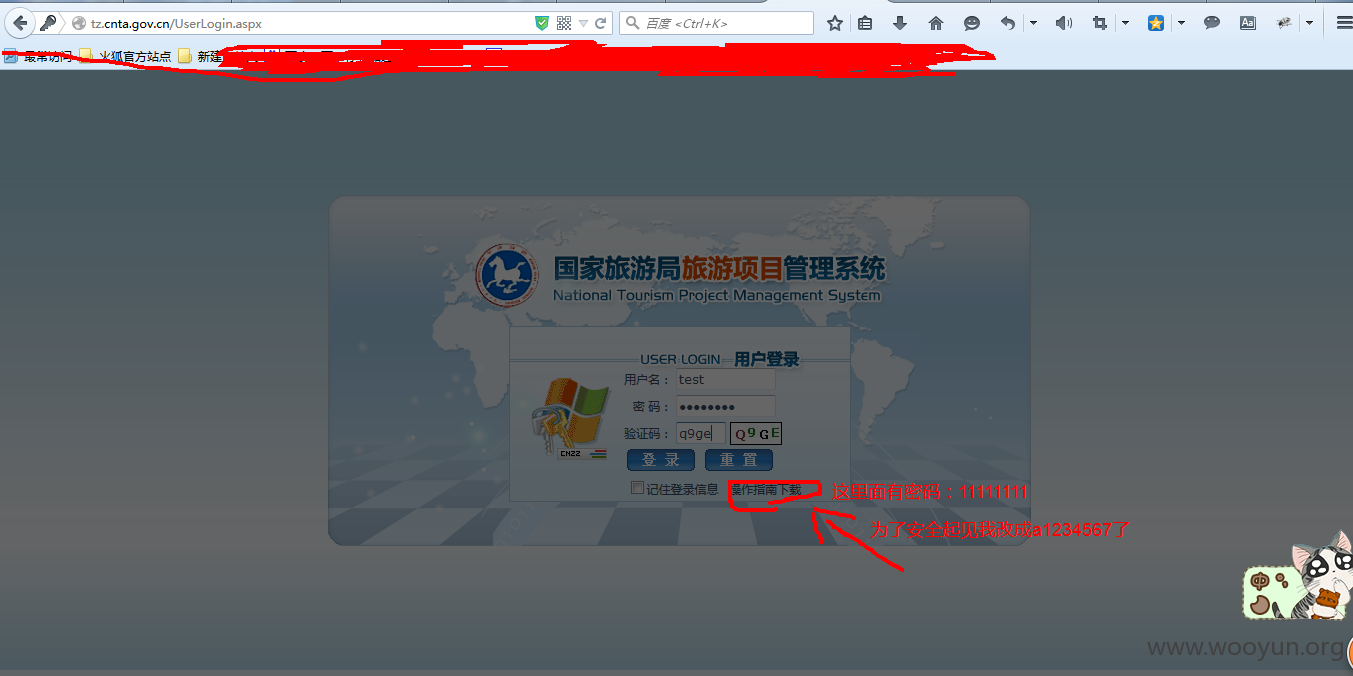 tz.cnta.gov.cn/UserLogin.aspx
百度 <Ctrl+K>
最常访问 火狐官方站点 新建
国家旅游局旅游项目管理系统
National Tourism Project Management System
USER LOGIN 用户登录
用户名： test
密 码： ●●●●●●●●
验证码： q9ge Q9GE
CNZZ
登 录 重 置
记住登录信息 操作指南下载 这里面有密码：11111111
为了安全起见我改成a1234567了
中
www.wooyun.org